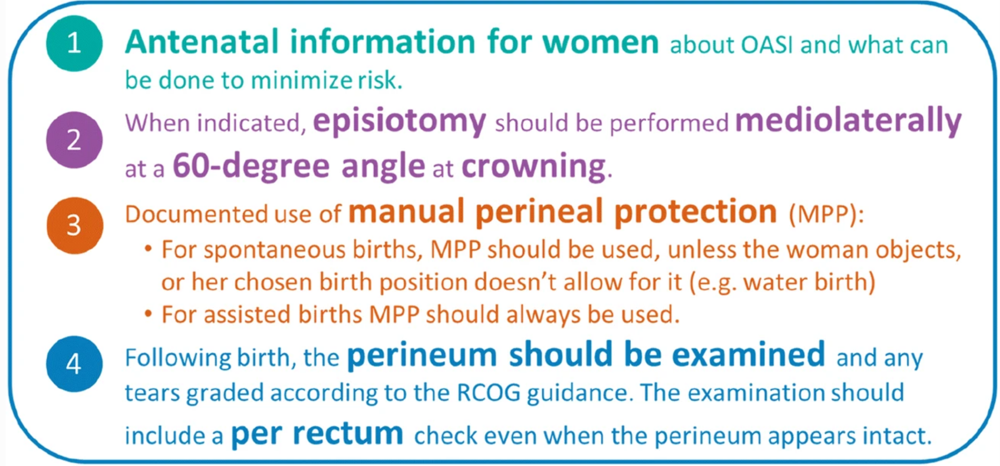 1 Antenatal information for women about OASI and what can
be done to minimize risk.
2 When indicated, episiotomy should be performed mediolaterally
at a 60-degree angle at crowning.
3 Documented use of manual perineal protection (MPP):
• For spontaneous births, MPP should be used, unless the woman objects,
or her chosen birth position doesn’t allow for it (e.g. water birth)
• For assisted births MPP should always be used.
4 Following birth, the perineum should be examined and any
tears graded according to the RCOG guidance. The examination should
include a per rectum check even when the perineum appears intact.